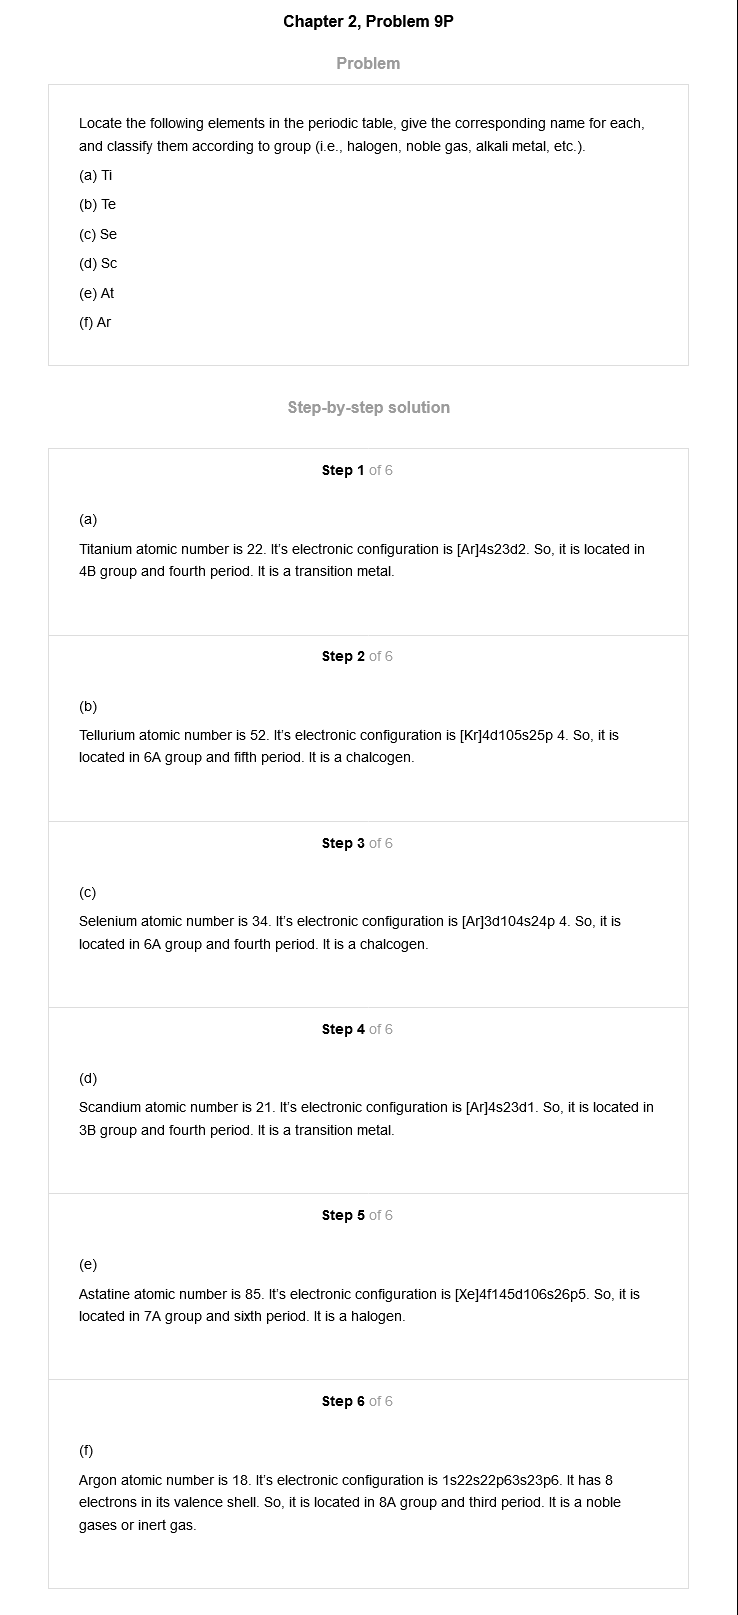 Chapter 2, Problem 9P
Problem
Locate the following elements in the periodic table, give the corresponding name for each,
and classify them according to group (i.e., halogen, noble gas, alkali metal, etc.).
(a) Ti
(b) Te
(c) Se
(d) Sc
(e) At
(f) Ar
Step-by-step solution
Step 1 of 6
(a)
Titanium atomic number is 22. It's electronic configuration is [Ar]4s23d2. So, it is located in
4B group and fourth period. It is a transition metal.
Step 2 of 6
(b)
Tellurium atomic number is 52. It's electronic configuration is [Kr]4d105s25p 4. So, it is
located in 6A group and fifth period. It is a chalcogen.
Step 3 of 6
(c)
Selenium atomic number is 34. It's electronic configuration is [Ar]3d104s24p 4. So, it is
located in 6A group and fourth period. It is a chalcogen.
Step 4 of 6
(d)
Scandium atomic number is 21. It's electronic configuration is [Ar]4s23d1. So, it is located in
3B group and fourth period. It is a transition metal.
Step 5 of 6
(e)
Astatine atomic number is 85. It's electronic configuration is [Xe]4f145d106s26p5. So, it is
located in 7A group and sixth period. It is a halogen.
Step 6 of 6
(f)
Argon atomic number is 18. It's electronic configuration is 1s22s22p63s23p6. It has 8
electrons in its valence shell. So, it is located in 8A group and third period. It is a noble
gases or inert gas.